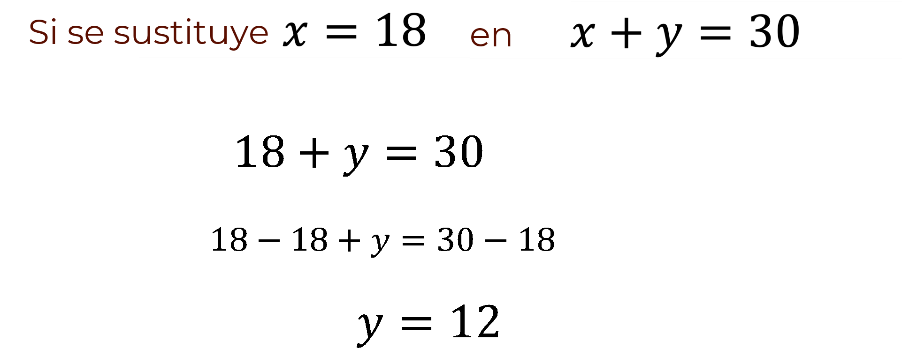 Si se sustituye x = 18 en x + y = 30
18 + y = 30
18 − 18 + y = 30 − 18
y = 12